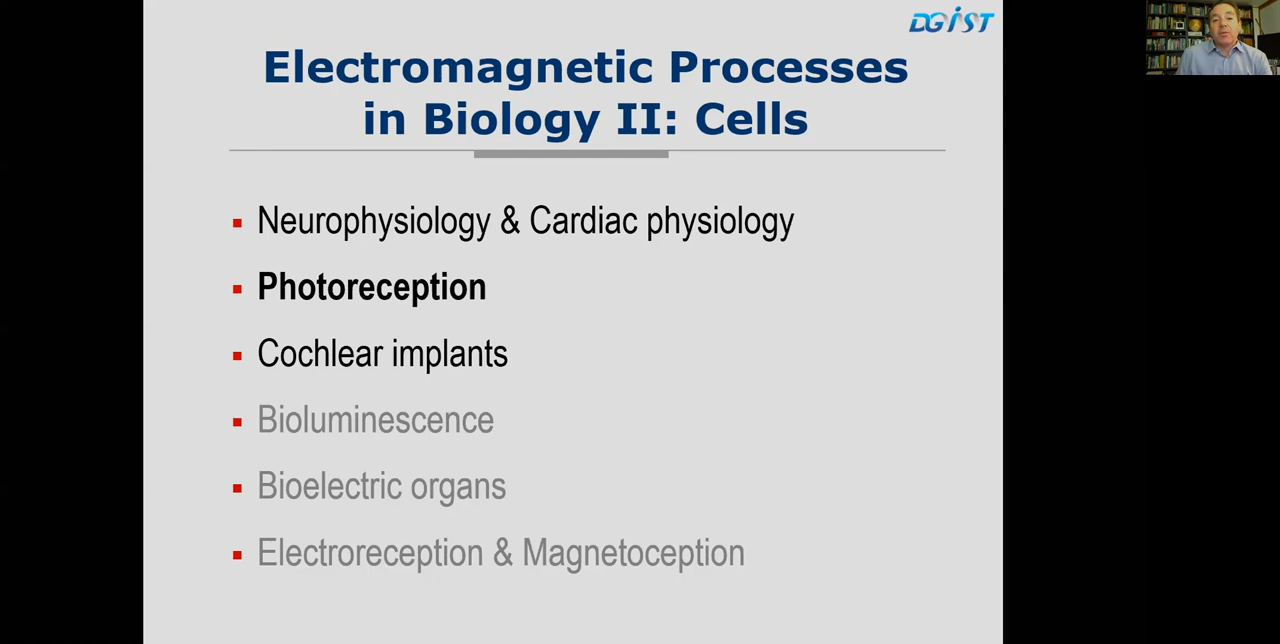 DGIST
Electromagnetic Processes
in Biology II: Cells
Neurophysiology & Cardiac physiology
Photoreception
Cochlear implants
Bioluminescence
Bioelectric organs
Electroreception & Magnetoception